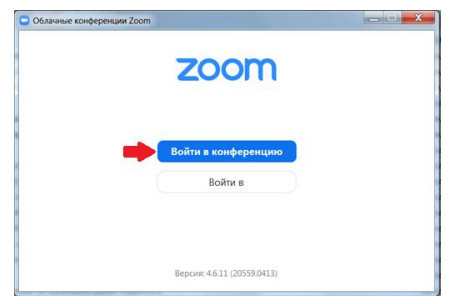 Облачные конференции Zoom
zoom
Войти в конференцию
Войти в
Версия: 4.6.11 (20559.0413)